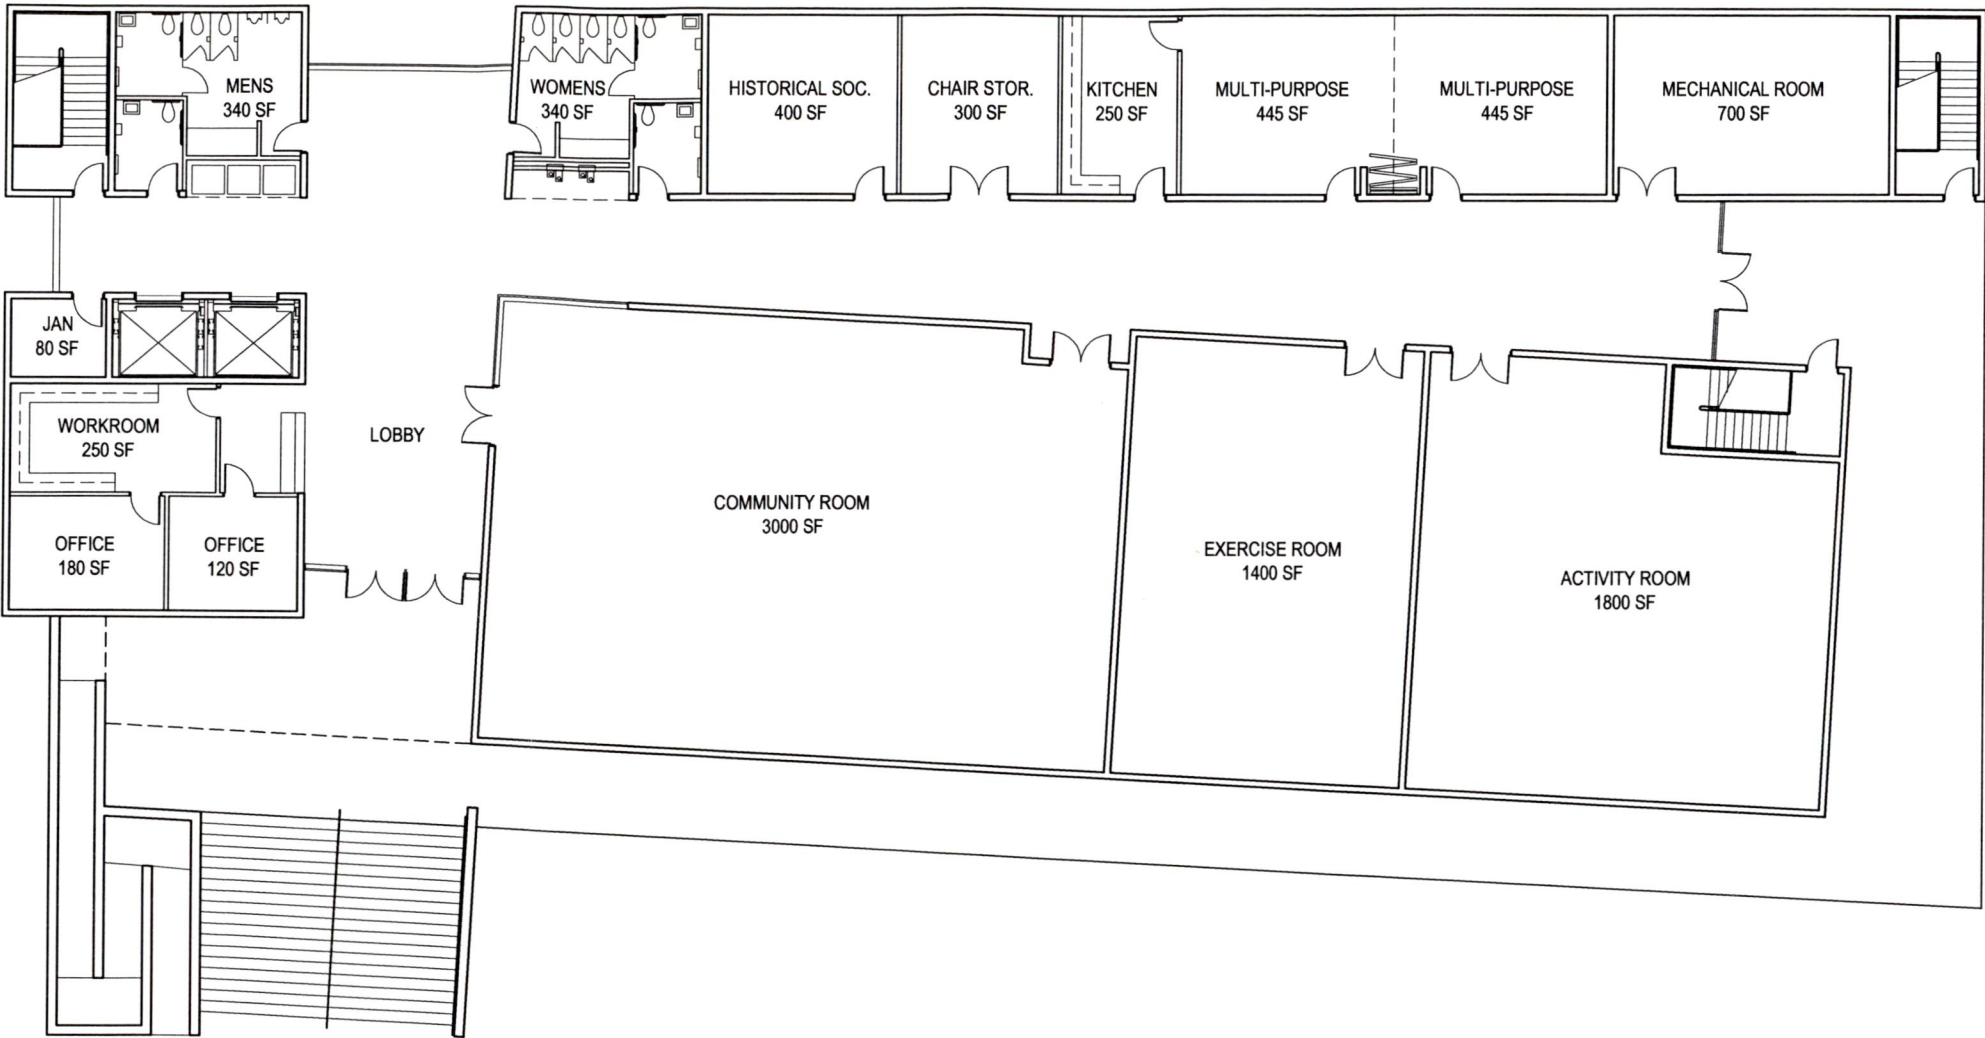 MENS
340 SF
WOMENS
340 SF
HISTORICAL SOC.
400 SF
CHAIR STOR.
300 SF
KITCHEN
250 SF
MULTI-PURPOSE
445 SF
MULTI-PURPOSE
445 SF
MECHANICAL ROOM
700 SF
JAN
80 SF
WORKROOM
250 SF
LOBBY
OFFICE
180 SF
OFFICE
120 SF
COMMUNITY ROOM
3000 SF
EXERCISE ROOM
1400 SF
ACTIVITY ROOM
1800 SF